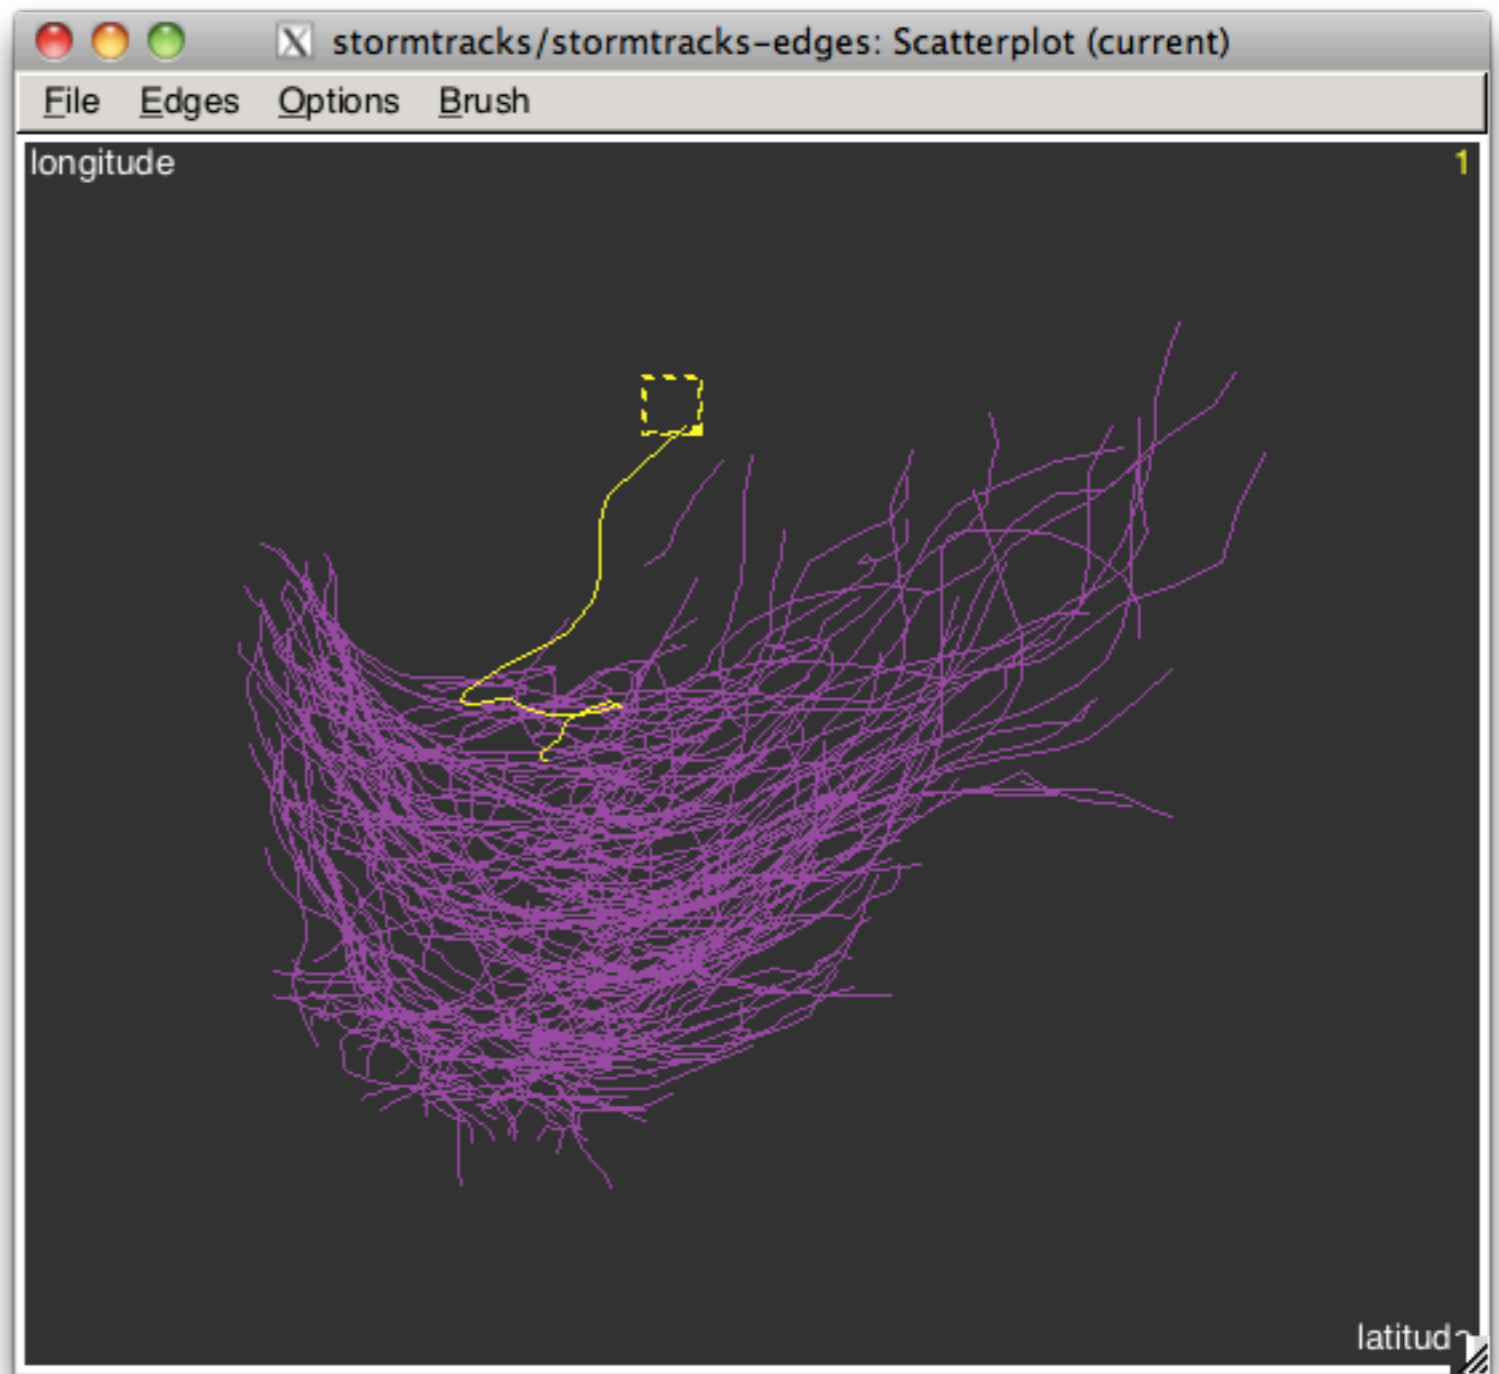 stormtracks/stormtracks-edges: Scatterplot (current)
File Edges Options Brush
longitude
1
latitud